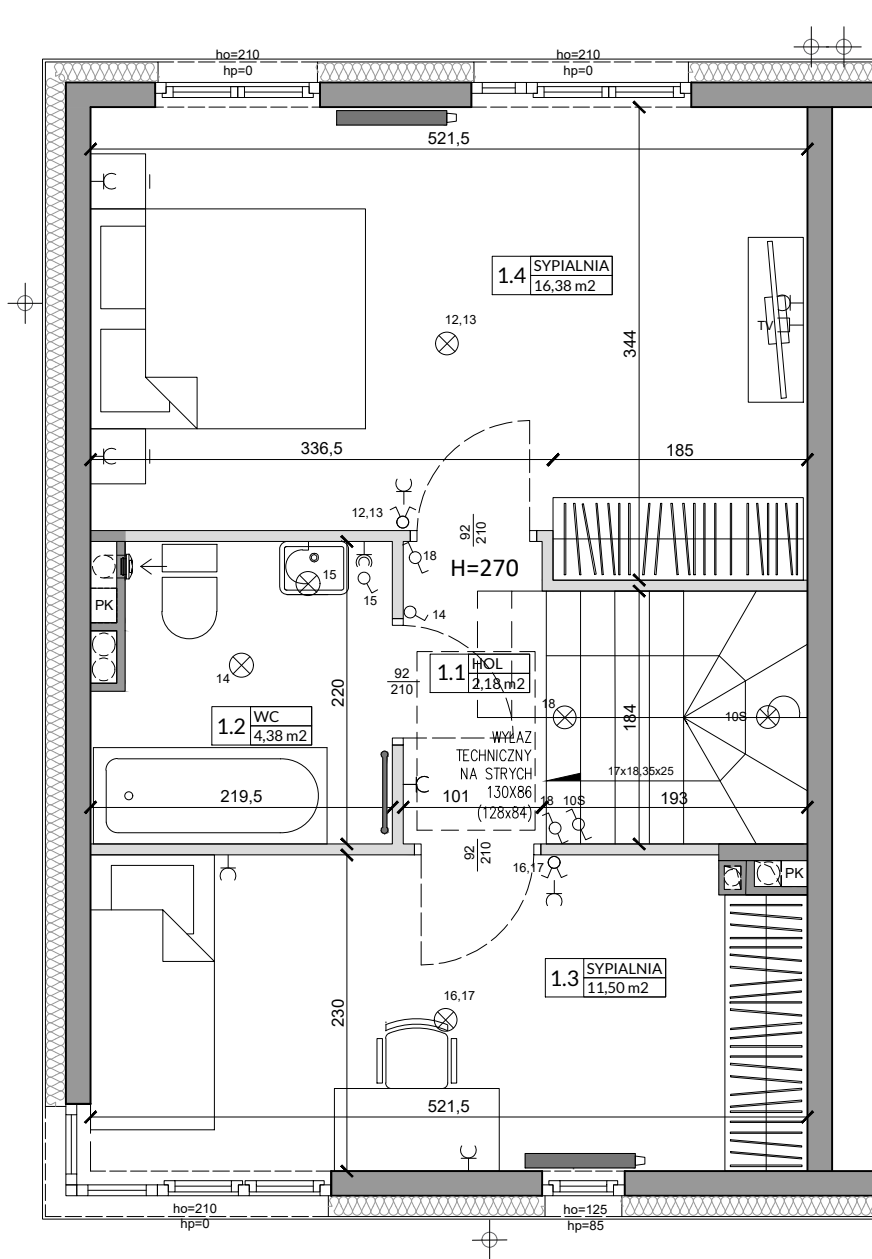 ho=210
hp=0
ho=210
hp=0
521,5
1.4
SYPIALNIA
16,38 m2
12,13
344
TV
336,5
185
12,13
92
210
18
H=270
15
15
PK
14
1.1
HOL
2,18 m2
92
210
14
220
1.2
WC
4,38 m2
18
184
10S
WYŁAZ
TECHNICZNY
NA STRYCH
130X86
(128x84)
17x18,35x25
219,5
101
193
18
10S
92
210
16,17
PK
1.3
SYPIALNIA
11,50 m2
16,17
230
521,5
ho=210
hp=0
ho=125
hp=85